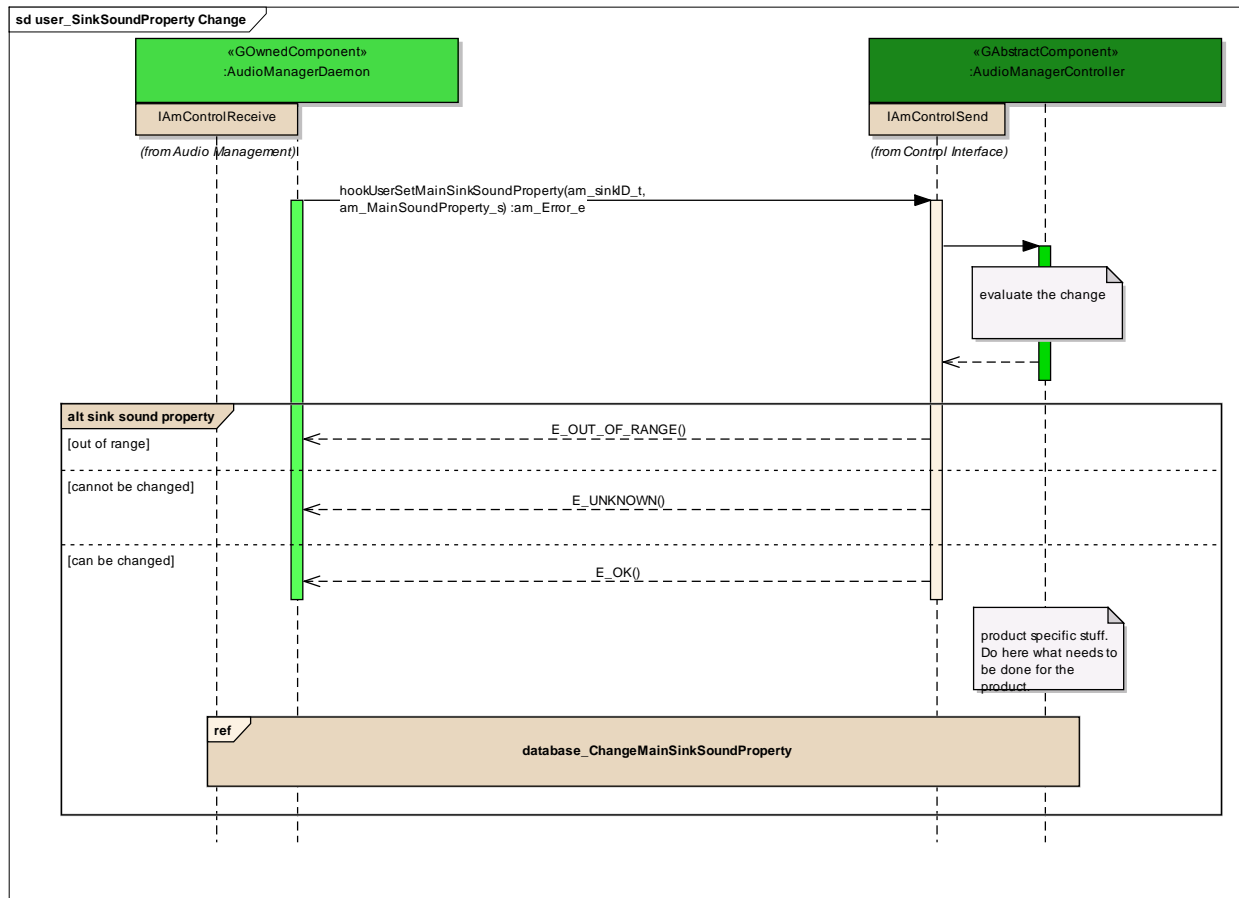 sd user_SinkSoundProperty Change
«GOwnedComponent»
:AudioManagerDaemon
«GAbstractComponent»
:AudioManagerController
IAmControlReceive
IAmControlSend
(from Audio Management)
(from Control Interface)
hookUserSetMainSinkSoundProperty(am_sinkID_t,
am_MainSoundProperty_s) :am_Error_e
evaluate the change
alt sink sound property
[out of range]
E_OUT_OF_RANGE()
[cannot be changed]
E_UNKNOWN()
[can be changed]
E_OK()
product specific stuff.
Do here what needs to
be done for the
product.
ref
database_ChangeMainSinkSoundProperty